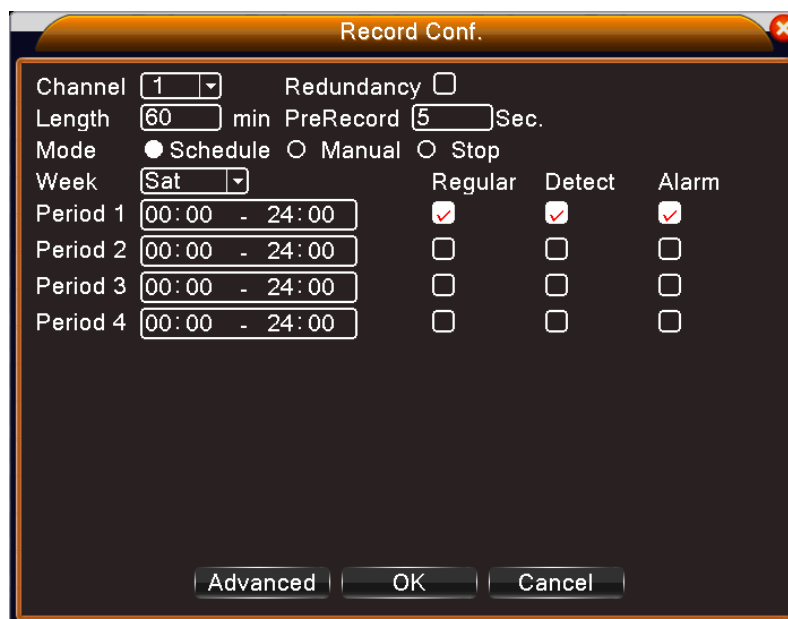 Record Conf.
Channel 1 Redundancy
Length 60 min PreRecord 5 Sec.
Mode Schedule Manual Stop
Week Sat Regular Detect Alarm
Period 1 00:00 - 24:00
Period 2 00:00 - 24:00
Period 3 00:00 - 24:00
Period 4 00:00 - 24:00
Advanced OK Cancel